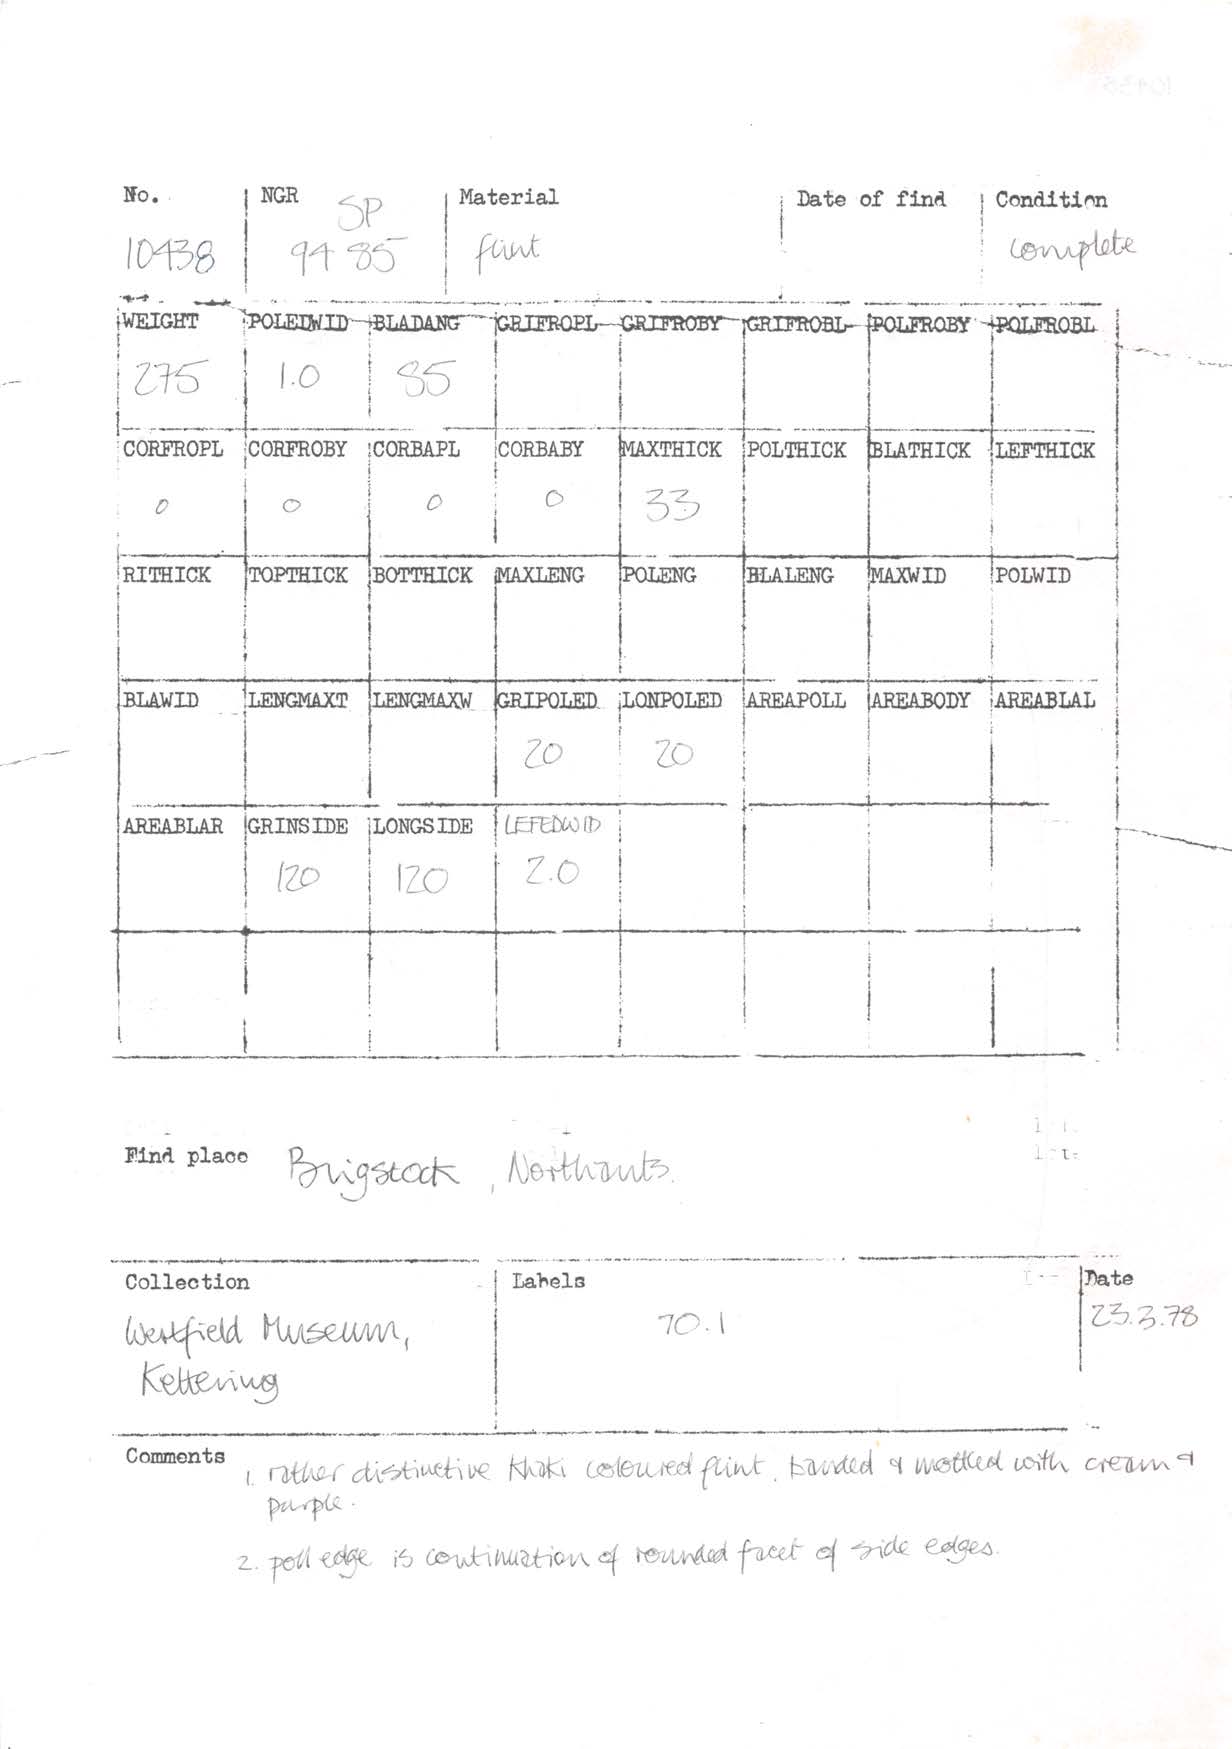 No. NGR Material Date of find Condition
SP
10438 94 85 flint complete
WEIGHT POLEDWID BLADANG GRIFROPL GRIFROBY GRIFROBL POLFROBY POLFROBL
275 1.0 85
CORFROPL CORFROBY CORBAPL CORBABY MAXTHICK POLTHICK BLATHICK LEFTHICK
0 0 0 0 33
RITHICK TOPTHICK BOTTHICK MAXLENG POLENG BLALENG MAXWID POLWID
BLAWID LENGMAXT LENGMAXW GRIPOLED LONPOLED AREAPOLL AREABODY AREABLAL
20 20
AREABLAR GRINSIDE LONGSIDE LEFEDWID
120 120 2.0
Find place Brigstock, Northants.
Collection Labels Date
Westfield Museum, 70.1 23.3.78
Kettering
Comments 1. rather distinctive khaki coloured flint, banded & mottled with cream &
purple.
2. poll edge is continuation of rounded facet of side edges.